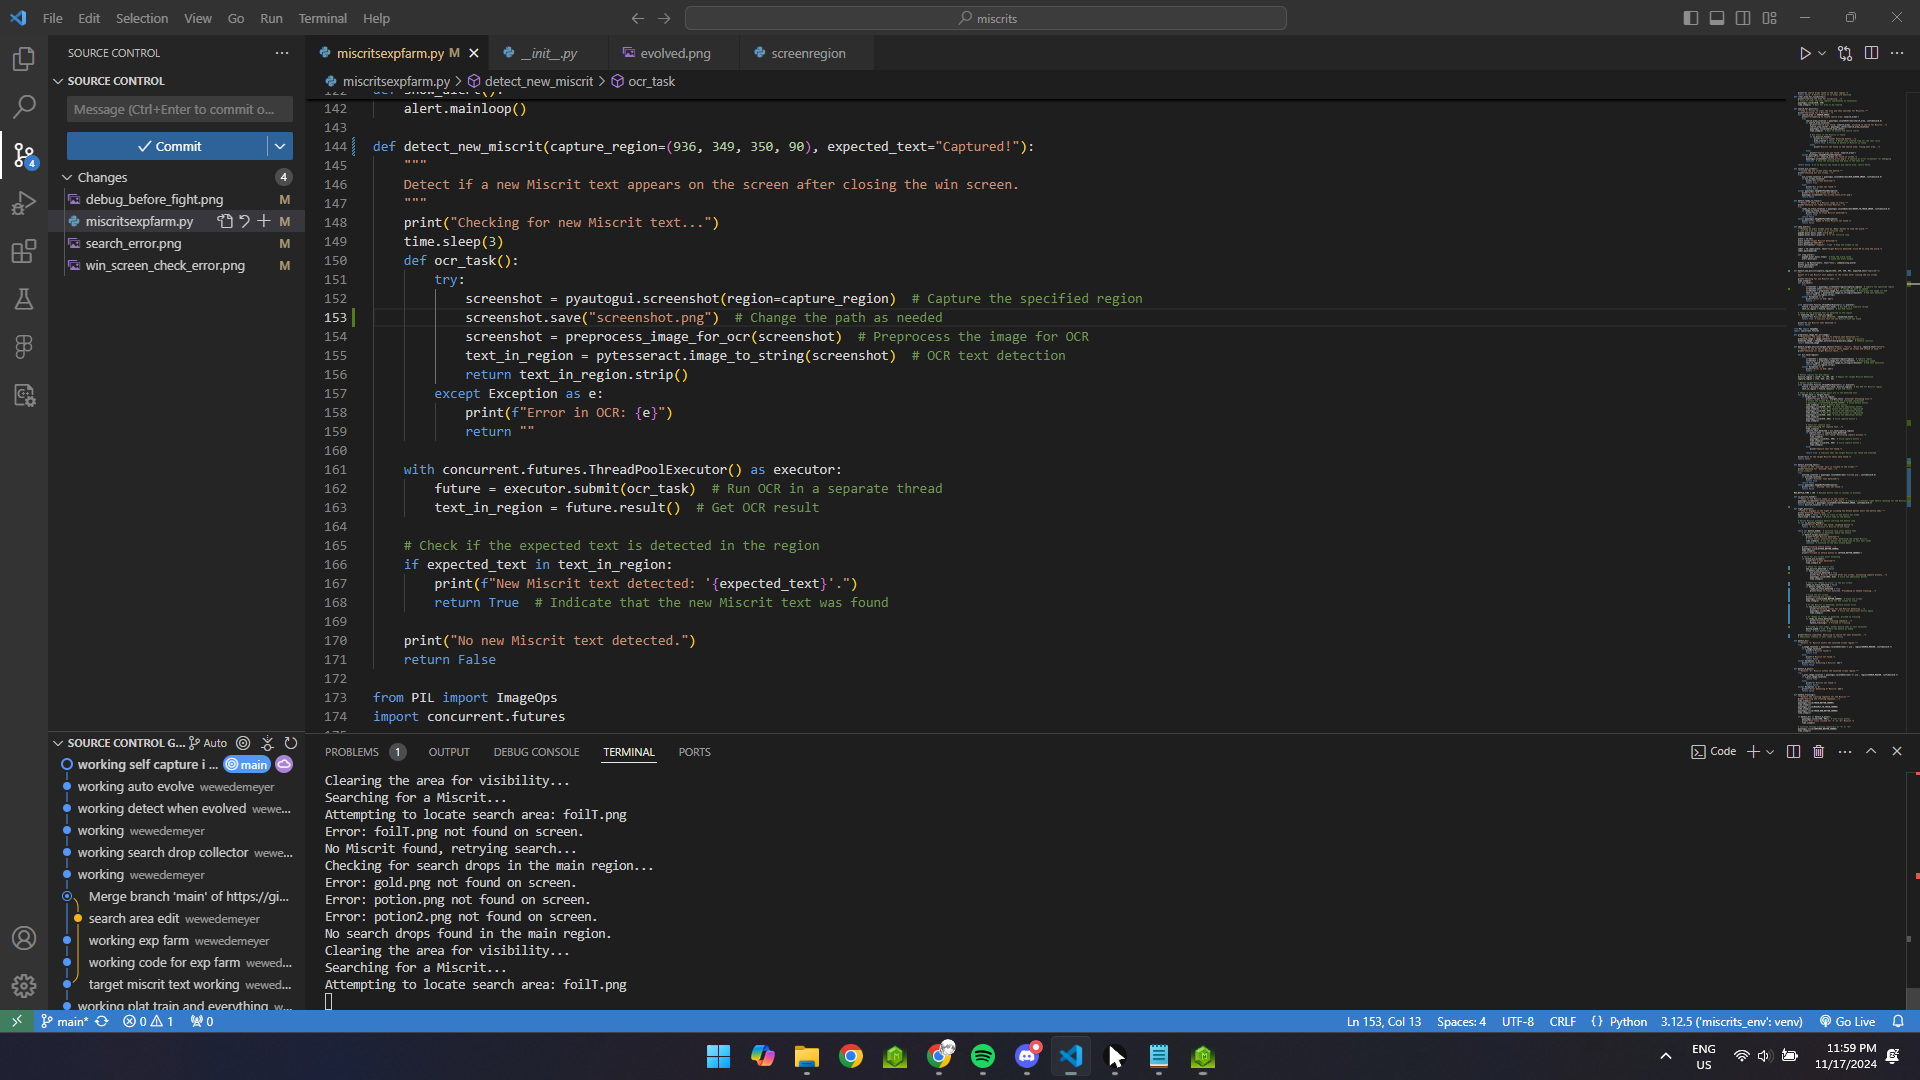 File Edit Selection View Go Run Terminal Help
miscrits
SOURCE CONTROL
SOURCE CONTROL
Message (Ctrl+Enter to commit o...
Commit
Changes 4
debug_before_fight.png M
miscritsexpfarm.py M
search_error.png M
win_screen_check_error.png M
4
miscritsexpfarm.py M
__init__.py
evolved.png
screenregion
miscritsexpfarm.py > detect_new_miscrit > ocr_task
142 alert.mainloop()
143
144 def detect_new_miscrit(capture_region=(936, 349, 350, 90), expected_text="Captured!"):
145 """
146 Detect if a new Miscrit text appears on the screen after closing the win screen.
147 """
148 print("Checking for new Miscrit text...")
149 time.sleep(3)
150 def ocr_task():
151 try:
152 screenshot = pyautogui.screenshot(region=capture_region)  # Capture the specified region
153 screenshot.save("screenshot.png")  # Change the path as needed
154 screenshot = preprocess_image_for_ocr(screenshot)  # Preprocess the image for OCR
155 text_in_region = pytesseract.image_to_string(screenshot)  # OCR text detection
156 return text_in_region.strip()
157 except Exception as e:
158 print(f"Error in OCR: {e}")
159 return ""
160
161 with concurrent.futures.ThreadPoolExecutor() as executor:
162 future = executor.submit(ocr_task)  # Run OCR in a separate thread
163 text_in_region = future.result()  # Get OCR result
164
165 # Check if the expected text is detected in the region
166 if expected_text in text_in_region:
167 print(f"New Miscrit text detected: '{expected_text}'.")
168 return True  # Indicate that the new Miscrit text was found
169
170 print("No new Miscrit text detected.")
171 return False
172
173 from PIL import ImageOps
174 import concurrent.futures
SOURCE CONTROL G... Auto
working self capture i ... main
working auto evolve wewedemeyer
working detect when evolved wewe...
working wewedemeyer
working search drop collector wewe...
working wewedemeyer
Merge branch 'main' of https://gi...
search area edit wewedemeyer
working exp farm wewedemeyer
working code for exp farm wewed...
target miscrit text working wewed...
working plat train and everything w...
PROBLEMS 1 OUTPUT DEBUG CONSOLE TERMINAL PORTS
Code
Clearing the area for visibility...
Searching for a Miscrit...
Attempting to locate search area: foilT.png
Error: foilT.png not found on screen.
No Miscrit found, retrying search...
Checking for search drops in the main region...
Error: gold.png not found on screen.
Error: potion.png not found on screen.
Error: potion2.png not found on screen.
No search drops found in the main region.
Clearing the area for visibility...
Searching for a Miscrit...
Attempting to locate search area: foilT.png
main* 0 1 0
Ln 153, Col 13 Spaces: 4 UTF-8 CRLF {} Python 3.12.5 ('miscrits_env': venv) Go Live
ENG
US
11:59 PM
11/17/2024